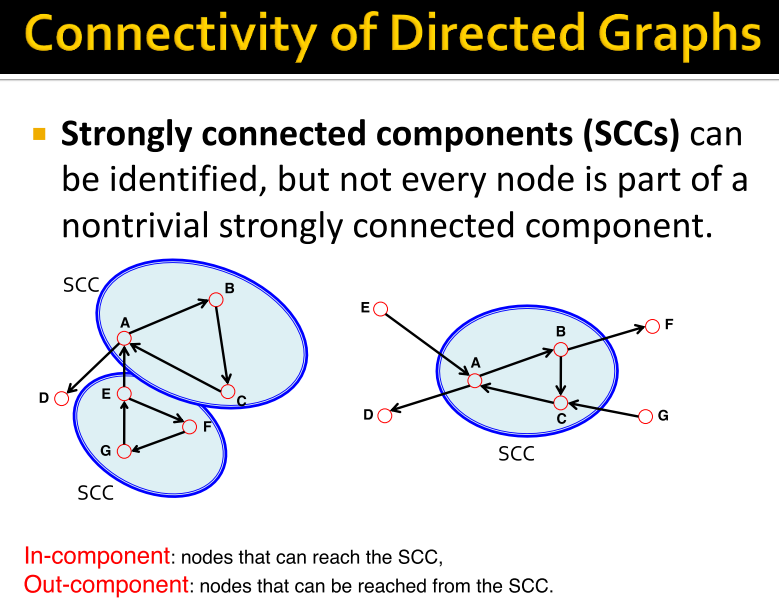 Connectivity of Directed Graphs
Strongly connected components (SCCs) can
be identified, but not every node is part of a
nontrivial strongly connected component.
SCC
B
A
D
E
C
F
G
SCC
E
F
B
A
D
C
G
SCC
In-component: nodes that can reach the SCC,
Out-component: nodes that can be reached from the SCC.